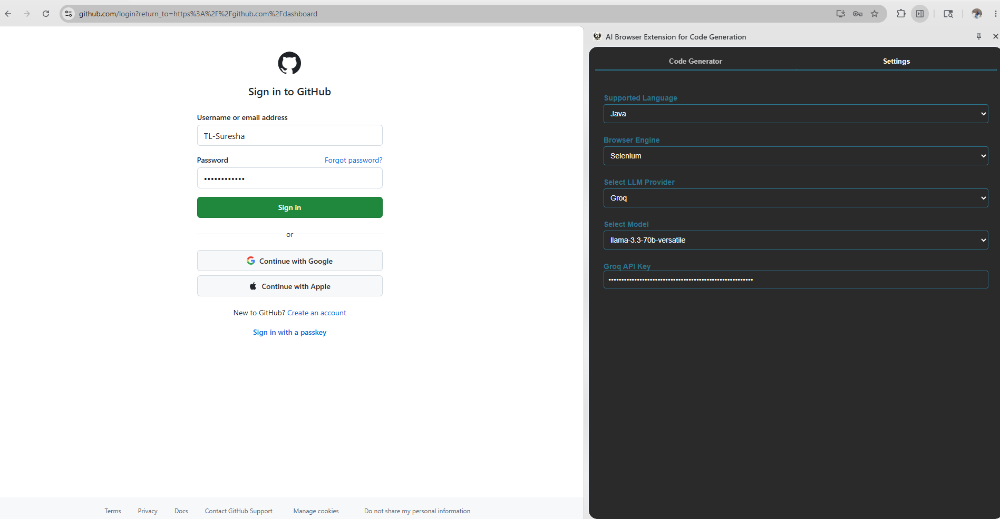 github.com/login?return_to=https%3A%2F%2Fgithub.com%2Fdashboard
Sign in to GitHub
Username or email address
TL-Suresha
Password
Forgot password?
••••••••••••
Sign in
or
Continue with Google
Continue with Apple
New to GitHub? Create an account
Sign in with a passkey
Terms
Privacy
Docs
Contact GitHub Support
Manage cookies
Do not share my personal information
AI Browser Extension for Code Generation
Code Generator
Settings
Supported Language
Java
Browser Engine
Selenium
Select LLM Provider
Groq
Select Model
llama-3.3-70b-versatile
Groq API Key
••••••••••••••••••••••••••••••••••••••••••••••••••••••••